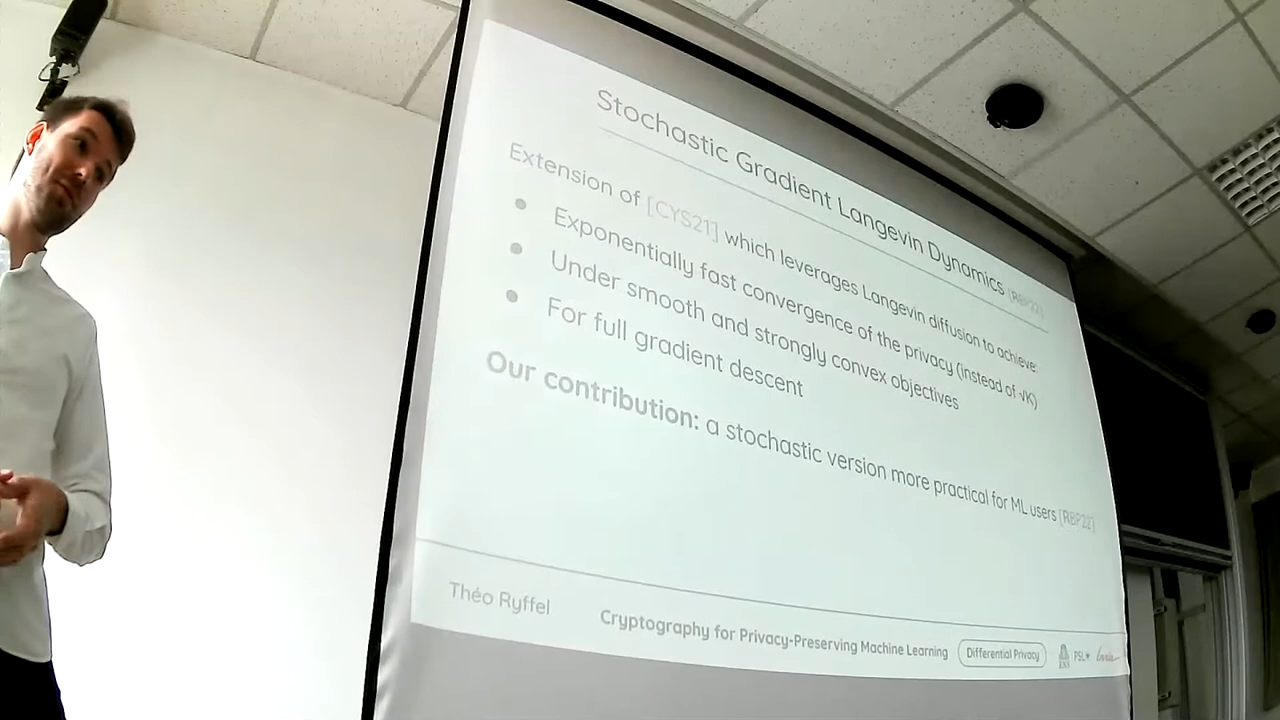 Stochastic Gradient Langevin Dynamics [RBP22]
Extension of [CYS21] which leverages Langevin diffusion to achieve:
• Exponentially fast convergence of the privacy (instead of √K)
• Under smooth and strongly convex objectives
• For full gradient descent
Our contribution: a stochastic version more practical for ML users [RBP22]
Théo Ryffel
Cryptography for Privacy-Preserving Machine Learning
Differential Privacy
ENS
PSL★
Inria